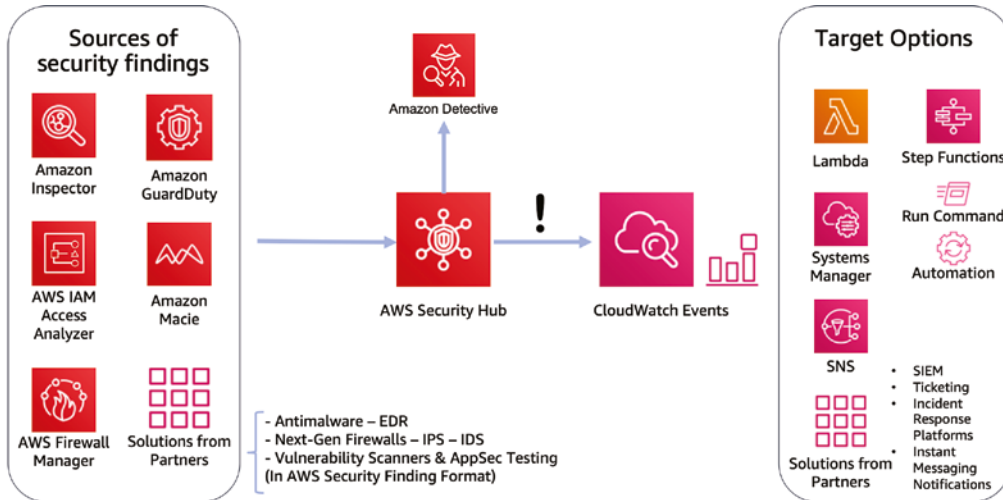 Sources of
security findings
Amazon
Inspector
Amazon
GuardDuty
AWS IAM
Access
Analyzer
Amazon
Macie
AWS Firewall
Manager
Solutions from
Partners
- Antimalware – EDR
- Next-Gen Firewalls – IPS – IDS
- Vulnerability Scanners & AppSec Testing
(In AWS Security Finding Format)
Amazon Detective
AWS Security Hub
!
CloudWatch Events
Target Options
Lambda
Step Functions
Systems
Manager
Run Command
Automation
SNS
Solutions from
Partners
• SIEM
• Ticketing
• Incident
Response
Platforms
• Instant
Messaging
Notifications